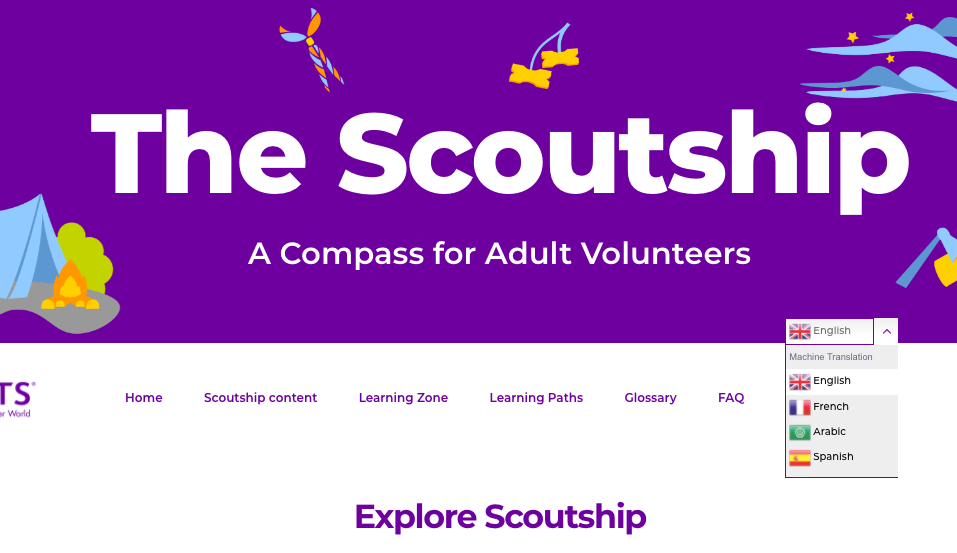 The Scoutship
A Compass for Adult Volunteers
English
Machine Translation
English
French
Arabic
Spanish
TS®
er World
Home
Scoutship content
Learning Zone
Learning Paths
Glossary
FAQ
Explore Scoutship